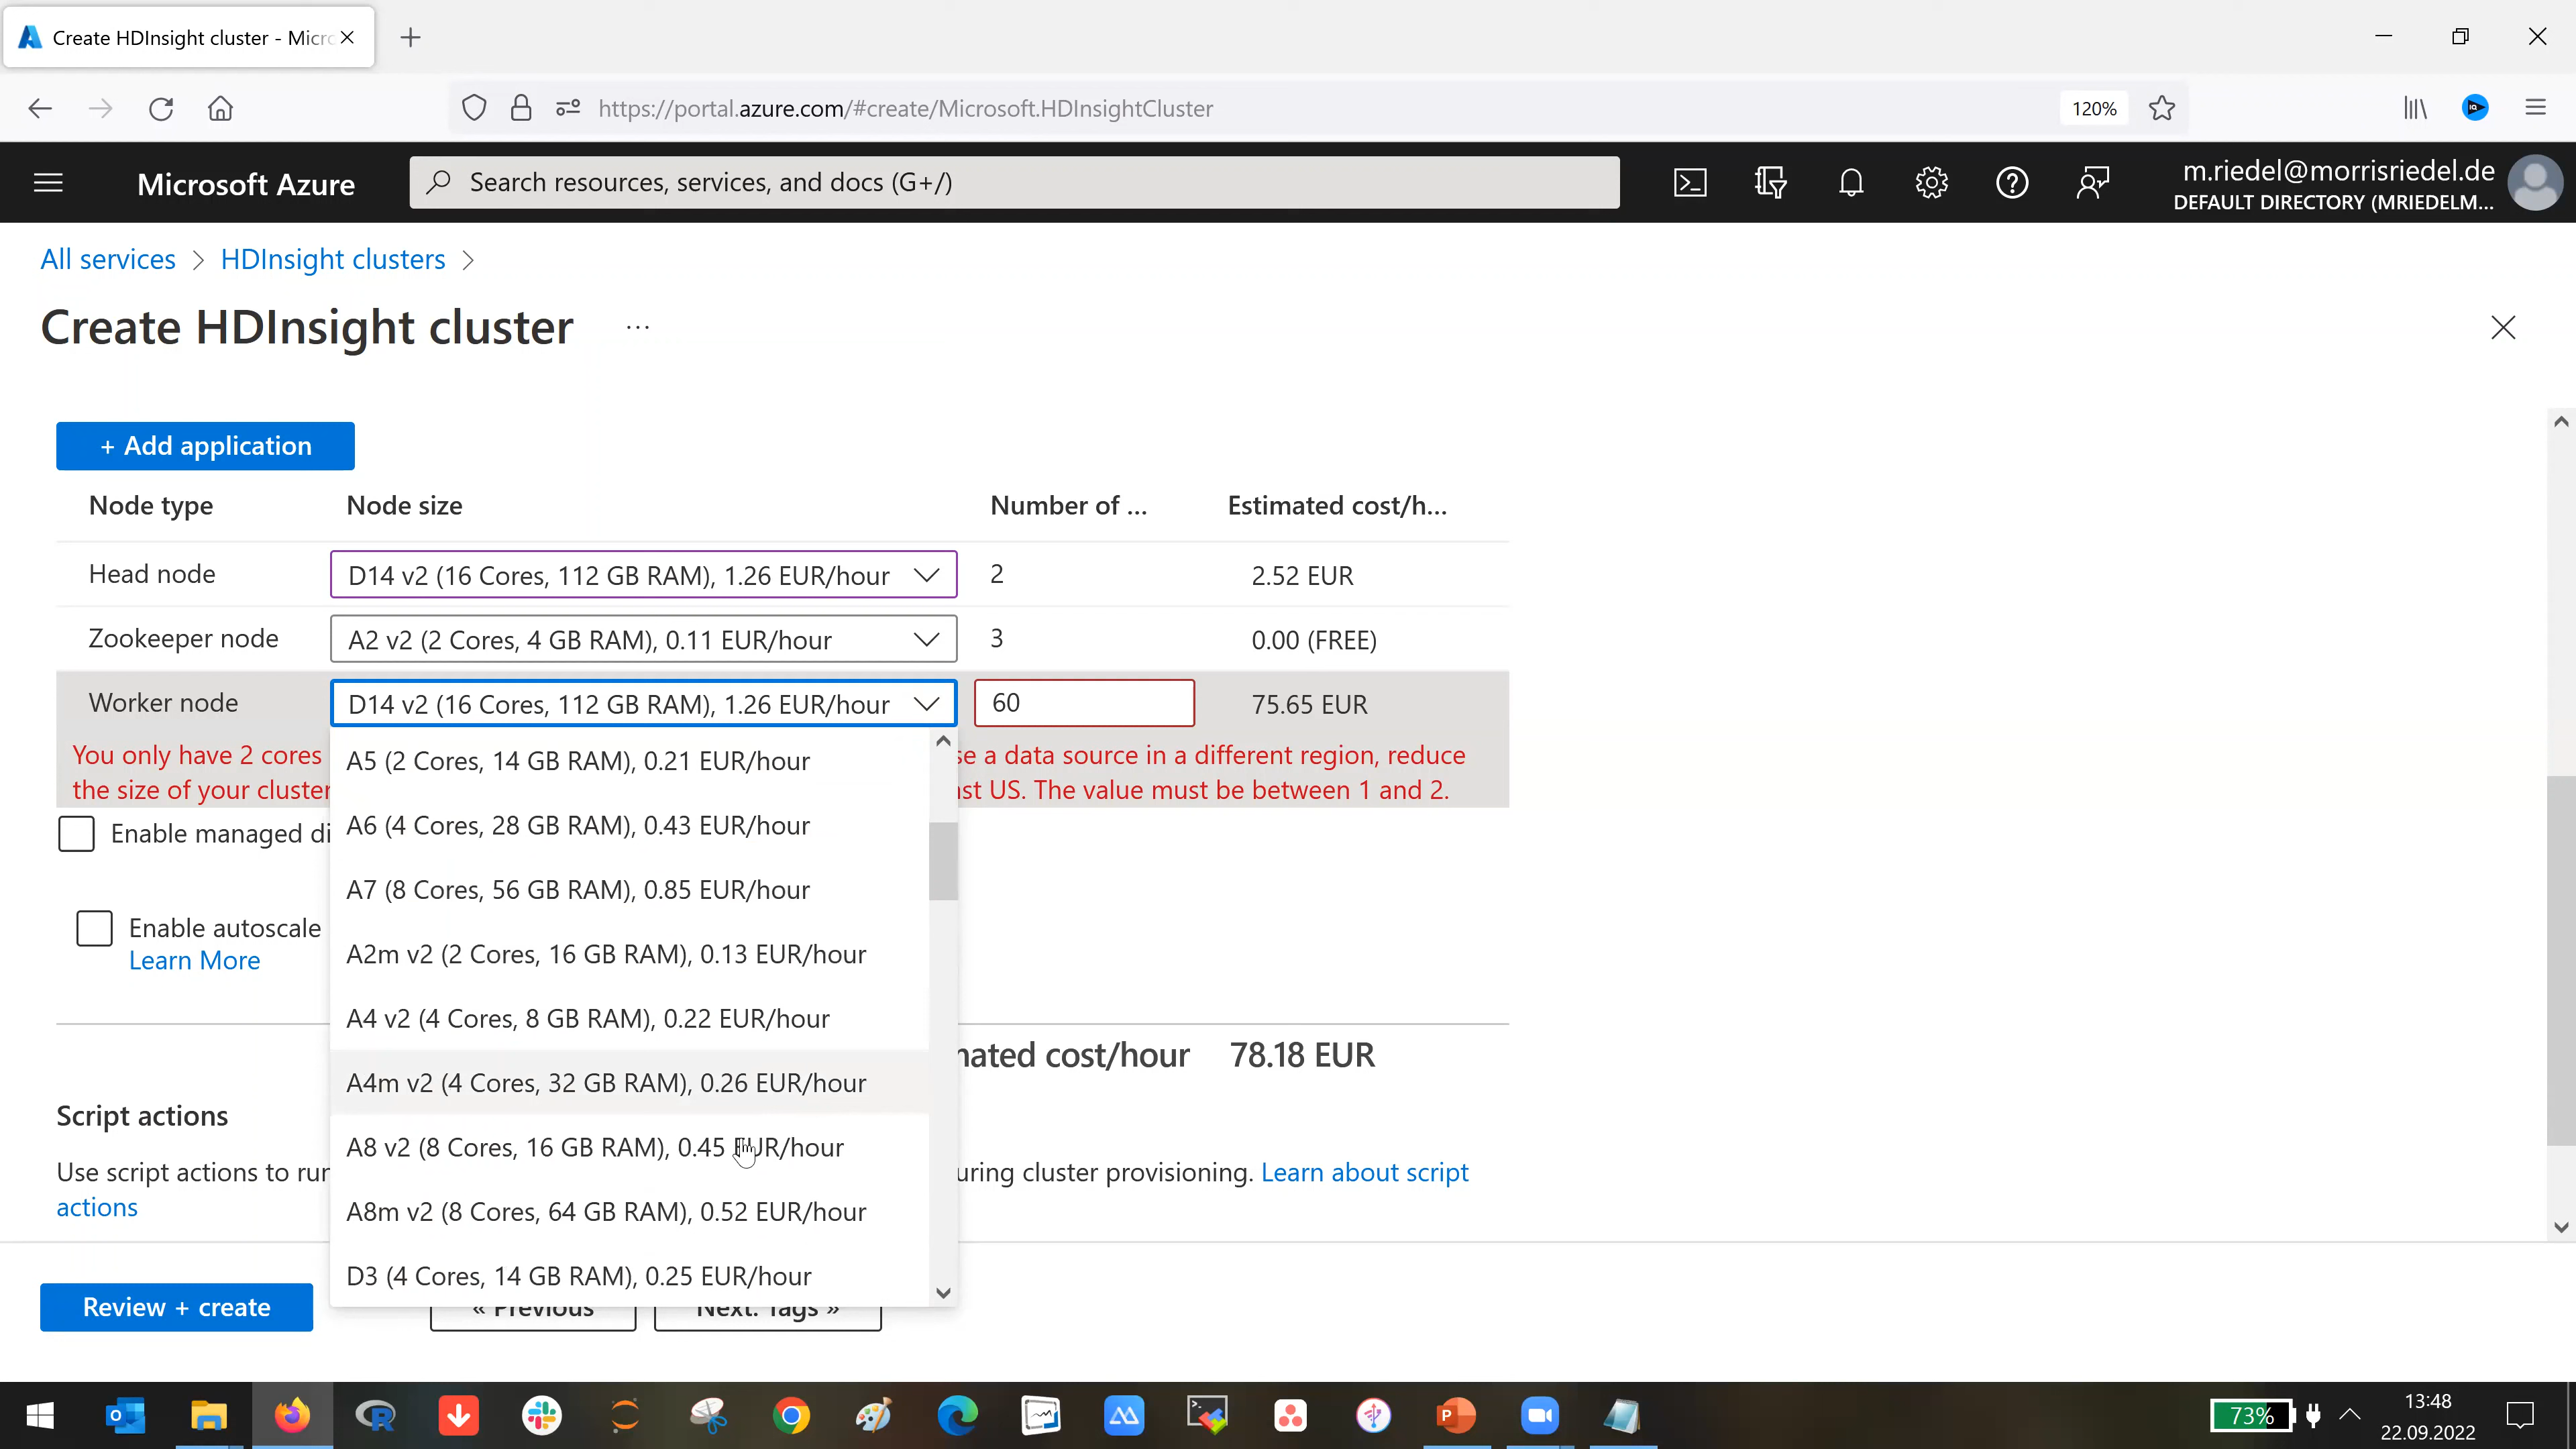 Create HDInsight cluster - Micro
https://portal.azure.com/#create/Microsoft.HDInsightCluster
120%
Microsoft Azure
Search resources, services, and docs (G+/)
m.riedel@morrisriedel.de
DEFAULT DIRECTORY (MRIEDELM...
All services > HDInsight clusters >
Create HDInsight cluster ...
+ Add application
Node type Node size Number of ... Estimated cost/h...
Head node D14 v2 (16 Cores, 112 GB RAM), 1.26 EUR/hour 2 2.52 EUR
Zookeeper node A2 v2 (2 Cores, 4 GB RAM), 0.11 EUR/hour 3 0.00 (FREE)
Worker node D14 v2 (16 Cores, 112 GB RAM), 1.26 EUR/hour 60 75.65 EUR
You only have 2 cores se a data source in a different region, reduce
the size of your cluster ast US. The value must be between 1 and 2.
A5 (2 Cores, 14 GB RAM), 0.21 EUR/hour
A6 (4 Cores, 28 GB RAM), 0.43 EUR/hour
A7 (8 Cores, 56 GB RAM), 0.85 EUR/hour
A2m v2 (2 Cores, 16 GB RAM), 0.13 EUR/hour
A4 v2 (4 Cores, 8 GB RAM), 0.22 EUR/hour
A4m v2 (4 Cores, 32 GB RAM), 0.26 EUR/hour
A8 v2 (8 Cores, 16 GB RAM), 0.45 EUR/hour
A8m v2 (8 Cores, 64 GB RAM), 0.52 EUR/hour
D3 (4 Cores, 14 GB RAM), 0.25 EUR/hour
Enable managed di
Enable autoscale
Learn More
mated cost/hour 78.18 EUR
Script actions
Use script actions to run uring cluster provisioning. Learn about script
actions
Review + create « Previous Next: Tags »
73%
13:48
22.09.2022